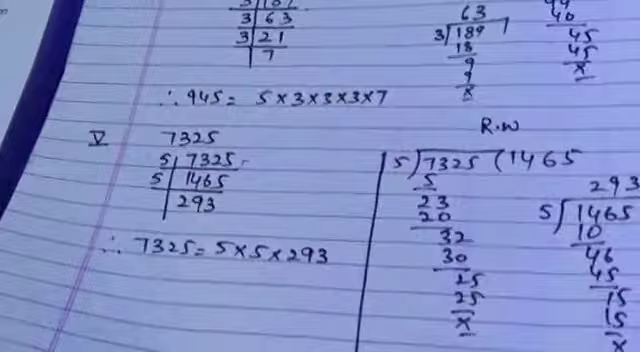 3 | 63
3 | 21
7
∴ 945 = 5×3×3×3×7
63
3 ) 189
18
9
9
x
40
45
45
x
V 7325
5 | 7325
5 | 1465
293
∴ 7325 = 5×5×293
R.W
5 ) 7325 ( 1465
5
23
20
32
30
25
25
x
293
5 ) 1465
10
46
45
15
15
x